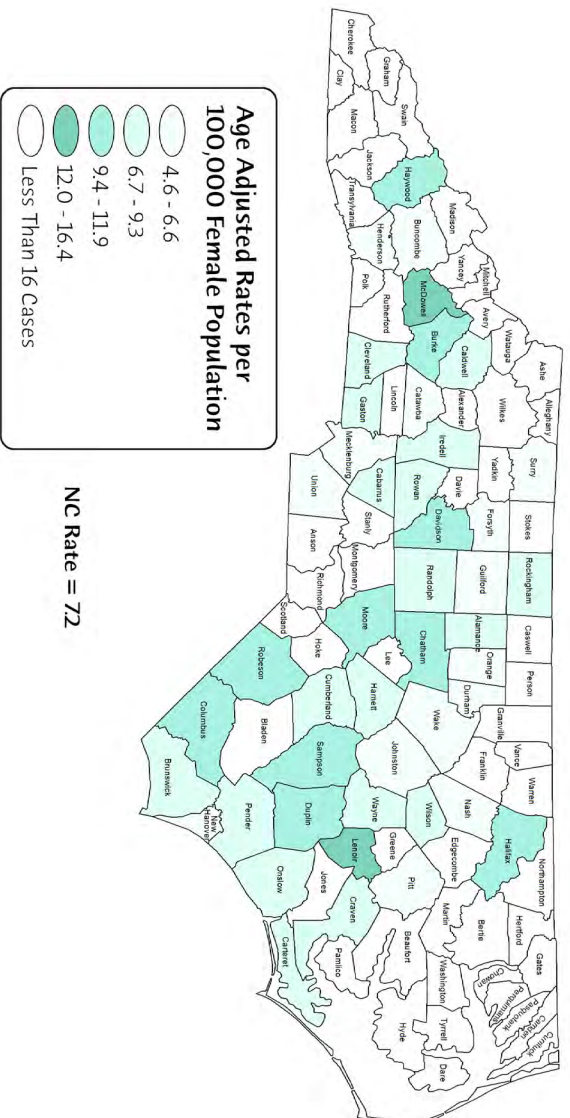 Cherokee
Graham
Clay
Swain
Macon
Jackson
Haywood
Transylvania
Madison
Buncombe
Henderson
Yancey
Mitchell
McDowell
Polk
Rutherford
Avery
Burke
Watauga
Caldwell
Cleveland
Ashe
Alleghany
Wilkes
Alexander
Catawba
Lincoln
Gaston
Surry
Yadkin
Iredell
Mecklenburg
Davie
Rowan
Cabarrus
Union
Stokes
Forsyth
Davidson
Stanly
Anson
Rockingham
Guilford
Randolph
Montgomery
Richmond
Scotland
Caswell
Alamance
Orange
Chatham
Moore
Lee
Hoke
Robeson
Person
Durham
Granville
Wake
Harnett
Cumberland
Bladen
Columbus
Vance
Warren
Franklin
Johnston
Sampson
Brunswick
Halifax
Nash
Wilson
Wayne
Duplin
Pender
New
Hanover
Northampton
Edgecombe
Greene
Lenoir
Jones
Onslow
Pitt
Craven
Carteret
Pamlico
Hertford
Bertie
Martin
Beaufort
Gates
Chowan
Perquimans
Pasquotank
Camden
Currituck
Washington
Tyrrell
Dare
Hyde
Age Adjusted Rates per
100,000 Female Population
4.6 - 6.6
6.7 - 9.3
9.4 - 11.9
12.0 - 16.4
Less Than 16 Cases
NC Rate = 72